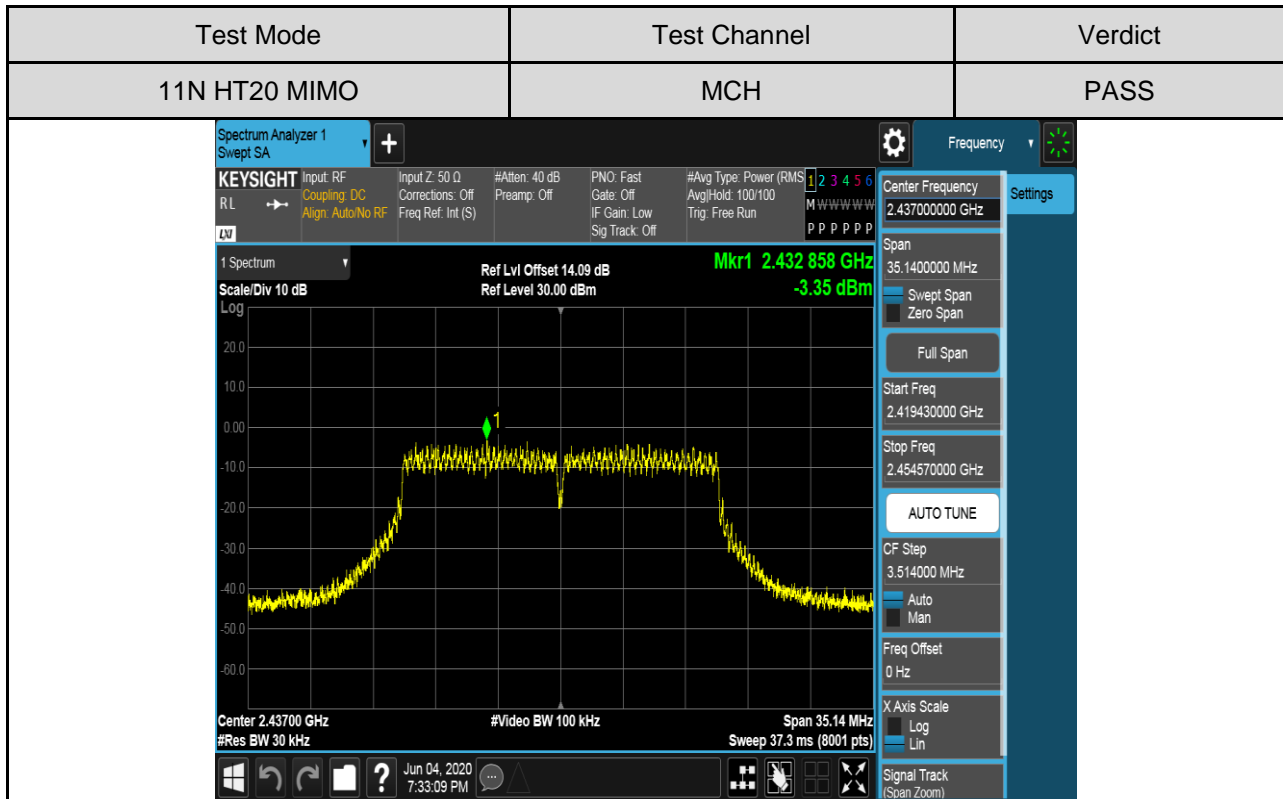 Test Mode Test Channel Verdict
11N HT20 MIMO MCH PASS
Spectrum Analyzer 1
Swept SA
Frequency
KEYSIGHT
RL
LXI
Input: RF
Coupling: DC
Align: Auto/No RF
Input Z: 50 Ω
Corrections: Off
Freq Ref: Int (S)
#Atten: 40 dB
Preamp: Off
PNO: Fast
Gate: Off
IF Gain: Low
Sig Track: Off
#Avg Type: Power (RMS
Avg|Hold: 100/100
Trig: Free Run
1 2 3 4 5 6
M W W W W W
P P P P P P
1 Spectrum
Scale/Div 10 dB
Ref Lvl Offset 14.09 dB
Ref Level 30.00 dBm
Mkr1 2.432 858 GHz
-3.35 dBm
Log
20.0
10.0
0.00
-10.0
-20.0
-30.0
-40.0
-50.0
-60.0
1
Center 2.43700 GHz
#Res BW 30 kHz
#Video BW 100 kHz
Span 35.14 MHz
Sweep 37.3 ms (8001 pts)
Jun 04, 2020
7:33:09 PM
Center Frequency
2.437000000 GHz
Settings
Span
35.1400000 MHz
Swept Span
Zero Span
Full Span
Start Freq
2.419430000 GHz
Stop Freq
2.454570000 GHz
AUTO TUNE
CF Step
3.514000 MHz
Auto
Man
Freq Offset
0 Hz
X Axis Scale
Log
Lin
Signal Track
(Span Zoom)